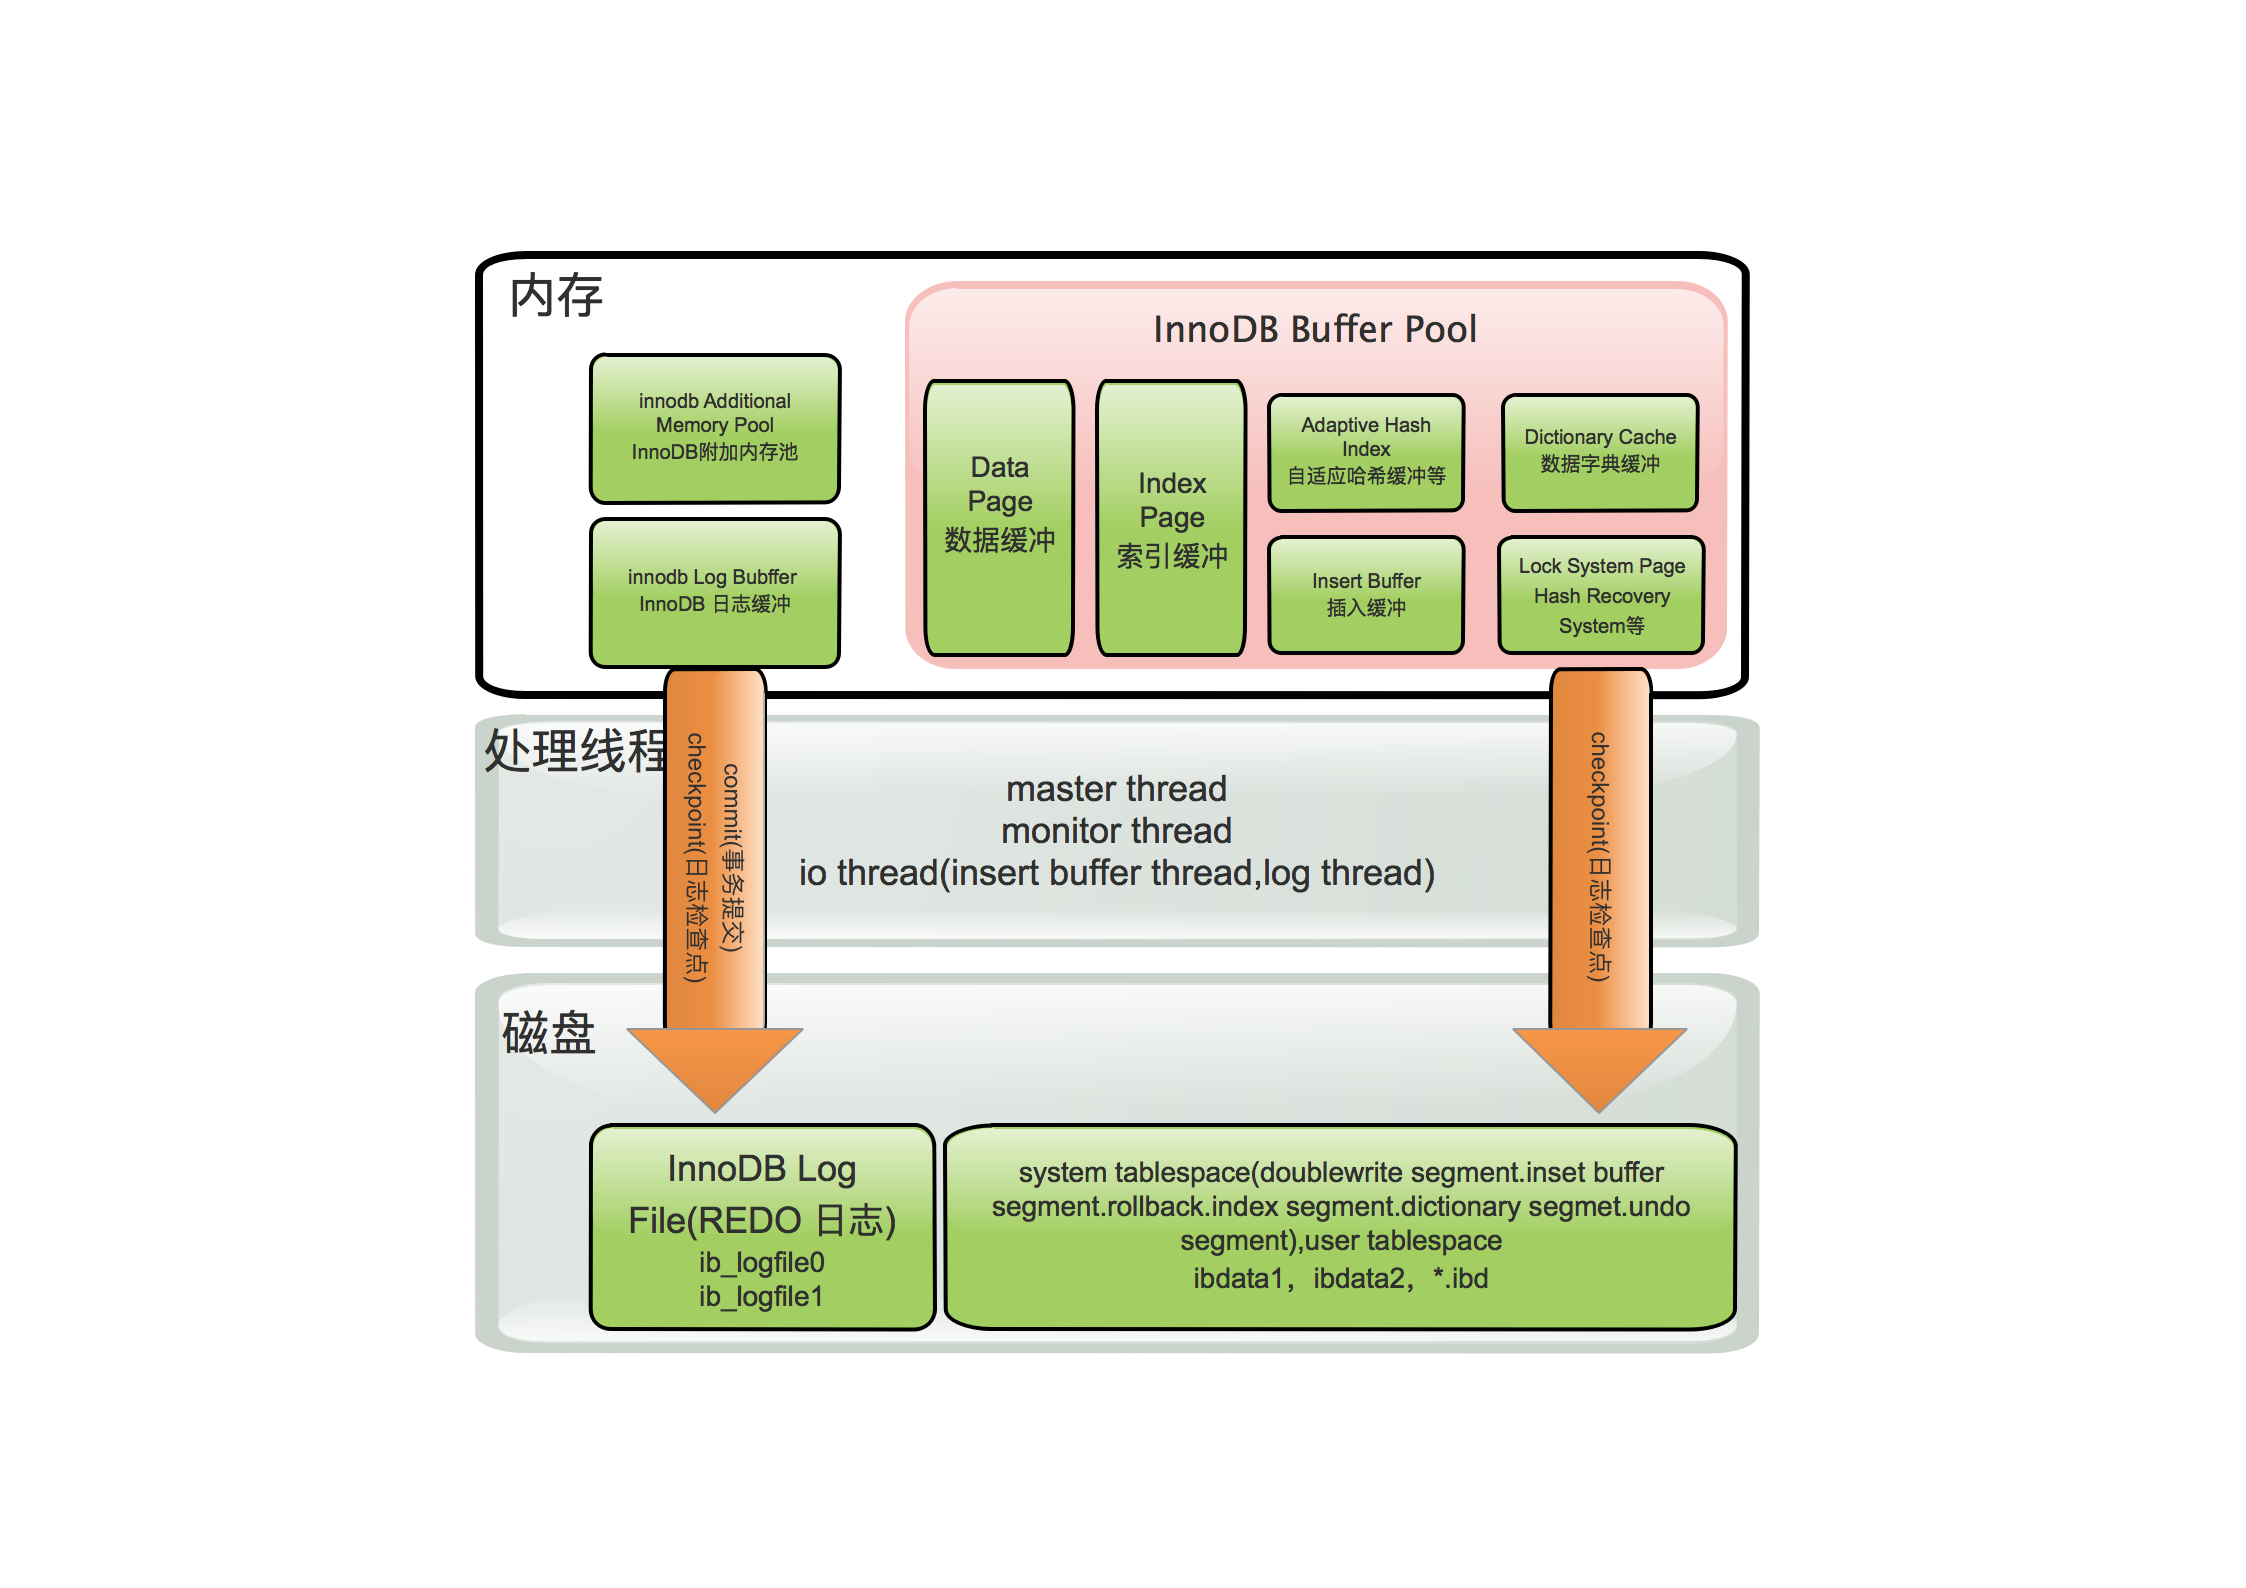 内存
InnoDB Buffer Pool
innodb Additional
Memory Pool
InnoDB附加内存池
innodb Log Bubffer
InnoDB 日志缓冲
Data
Page
数据缓冲
Index
Page
索引缓冲
Adaptive Hash
Index
自适应哈希缓冲等
Dictionary Cache
数据字典缓冲
Insert Buffer
插入缓冲
Lock System Page
Hash Recovery
System等
处理线程
commit(事务提交)
checkpoint(日志检查点)
master thread
monitor thread
io thread(insert buffer thread,log thread)
checkpoint(日志检查点)
磁盘
InnoDB Log
File(REDO 日志)
ib_logfile0
ib_logfile1
system tablespace(doublewrite segment.inset buffer
segment.rollback.index segment.dictionary segmet.undo
segment),user tablespace
ibdata1，ibdata2，*.ibd